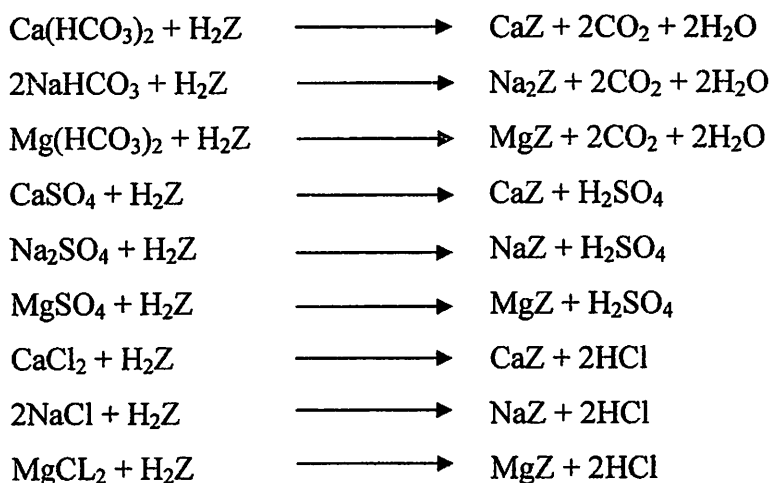 Ca(HCO₃)₂ + H₂Z ⟶ CaZ + 2CO₂ + 2H₂O
2NaHCO₃ + H₂Z ⟶ Na₂Z + 2CO₂ + 2H₂O
Mg(HCO₃)₂ + H₂Z ⟶ MgZ + 2CO₂ + 2H₂O
CaSO₄ + H₂Z ⟶ CaZ + H₂SO₄
Na₂SO₄ + H₂Z ⟶ NaZ + H₂SO₄
MgSO₄ + H₂Z ⟶ MgZ + H₂SO₄
CaCl₂ + H₂Z ⟶ CaZ + 2HCl
2NaCl + H₂Z ⟶ NaZ + 2HCl
MgCL₂ + H₂Z ⟶ MgZ + 2HCl